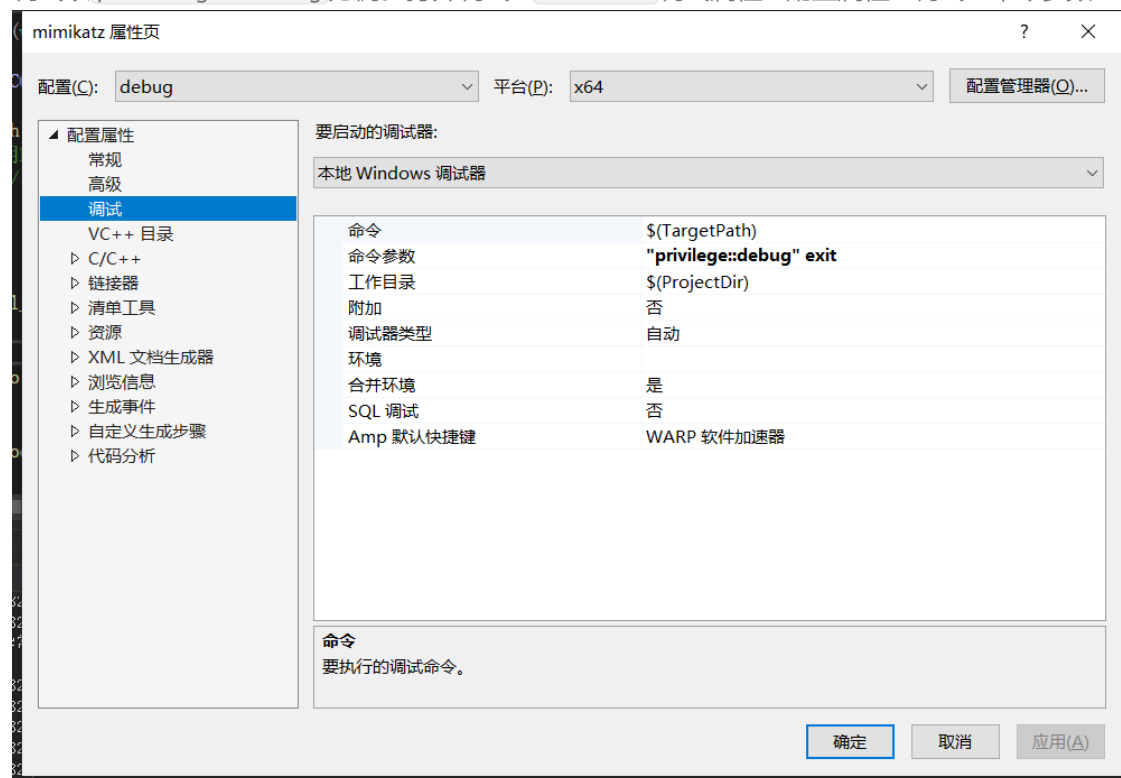 mimikatz 属性页
配置(C): debug 平台(P): x64 配置管理器(O)...
配置属性
常规
高级
调试
VC++ 目录
C/C++
链接器
清单工具
资源
XML 文档生成器
浏览信息
生成事件
自定义生成步骤
代码分析
要启动的调试器:
本地 Windows 调试器
命令 $(TargetPath)
命令参数 "privilege::debug" exit
工作目录 $(ProjectDir)
附加 否
调试器类型 自动
环境
合并环境 是
SQL 调试 否
Amp 默认快捷键 WARP 软件加速器
命令
要执行的调试命令。
确定 取消 应用(A)